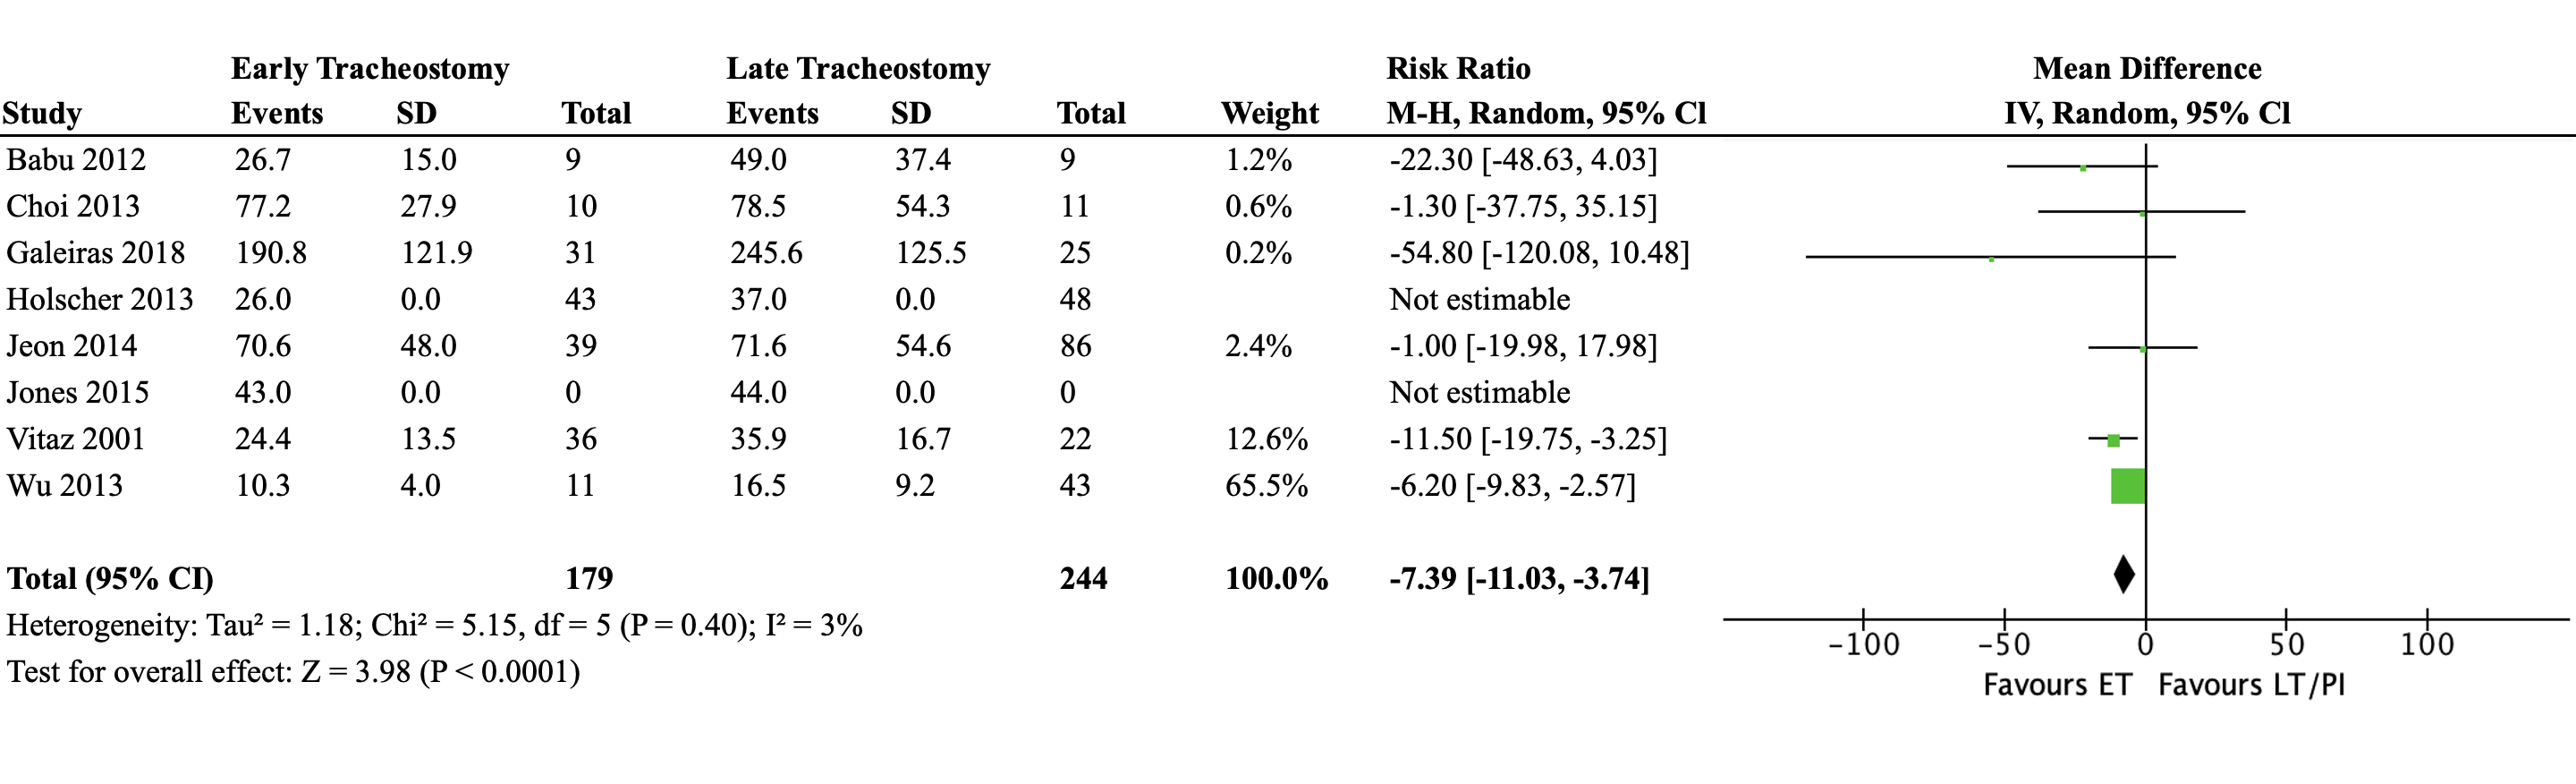 Early Tracheostomy Late Tracheostomy Risk Ratio Mean Difference
Study Events SD Total Events SD Total Weight M-H, Random, 95% Cl IV, Random, 95% Cl
Babu 2012 26.7 15.0 9 49.0 37.4 9 1.2% -22.30 [-48.63, 4.03]
Choi 2013 77.2 27.9 10 78.5 54.3 11 0.6% -1.30 [-37.75, 35.15]
Galeiras 2018 190.8 121.9 31 245.6 125.5 25 0.2% -54.80 [-120.08, 10.48]
Holscher 2013 26.0 0.0 43 37.0 0.0 48 Not estimable
Jeon 2014 70.6 48.0 39 71.6 54.6 86 2.4% -1.00 [-19.98, 17.98]
Jones 2015 43.0 0.0 0 44.0 0.0 0 Not estimable
Vitaz 2001 24.4 13.5 36 35.9 16.7 22 12.6% -11.50 [-19.75, -3.25]
Wu 2013 10.3 4.0 11 16.5 9.2 43 65.5% -6.20 [-9.83, -2.57]
Total (95% CI) 179 244 100.0% -7.39 [-11.03, -3.74]
Heterogeneity: Tau² = 1.18; Chi² = 5.15, df = 5 (P = 0.40); I² = 3%
Test for overall effect: Z = 3.98 (P < 0.0001)
-100 -50 0 50 100
Favours ET Favours LT/PI